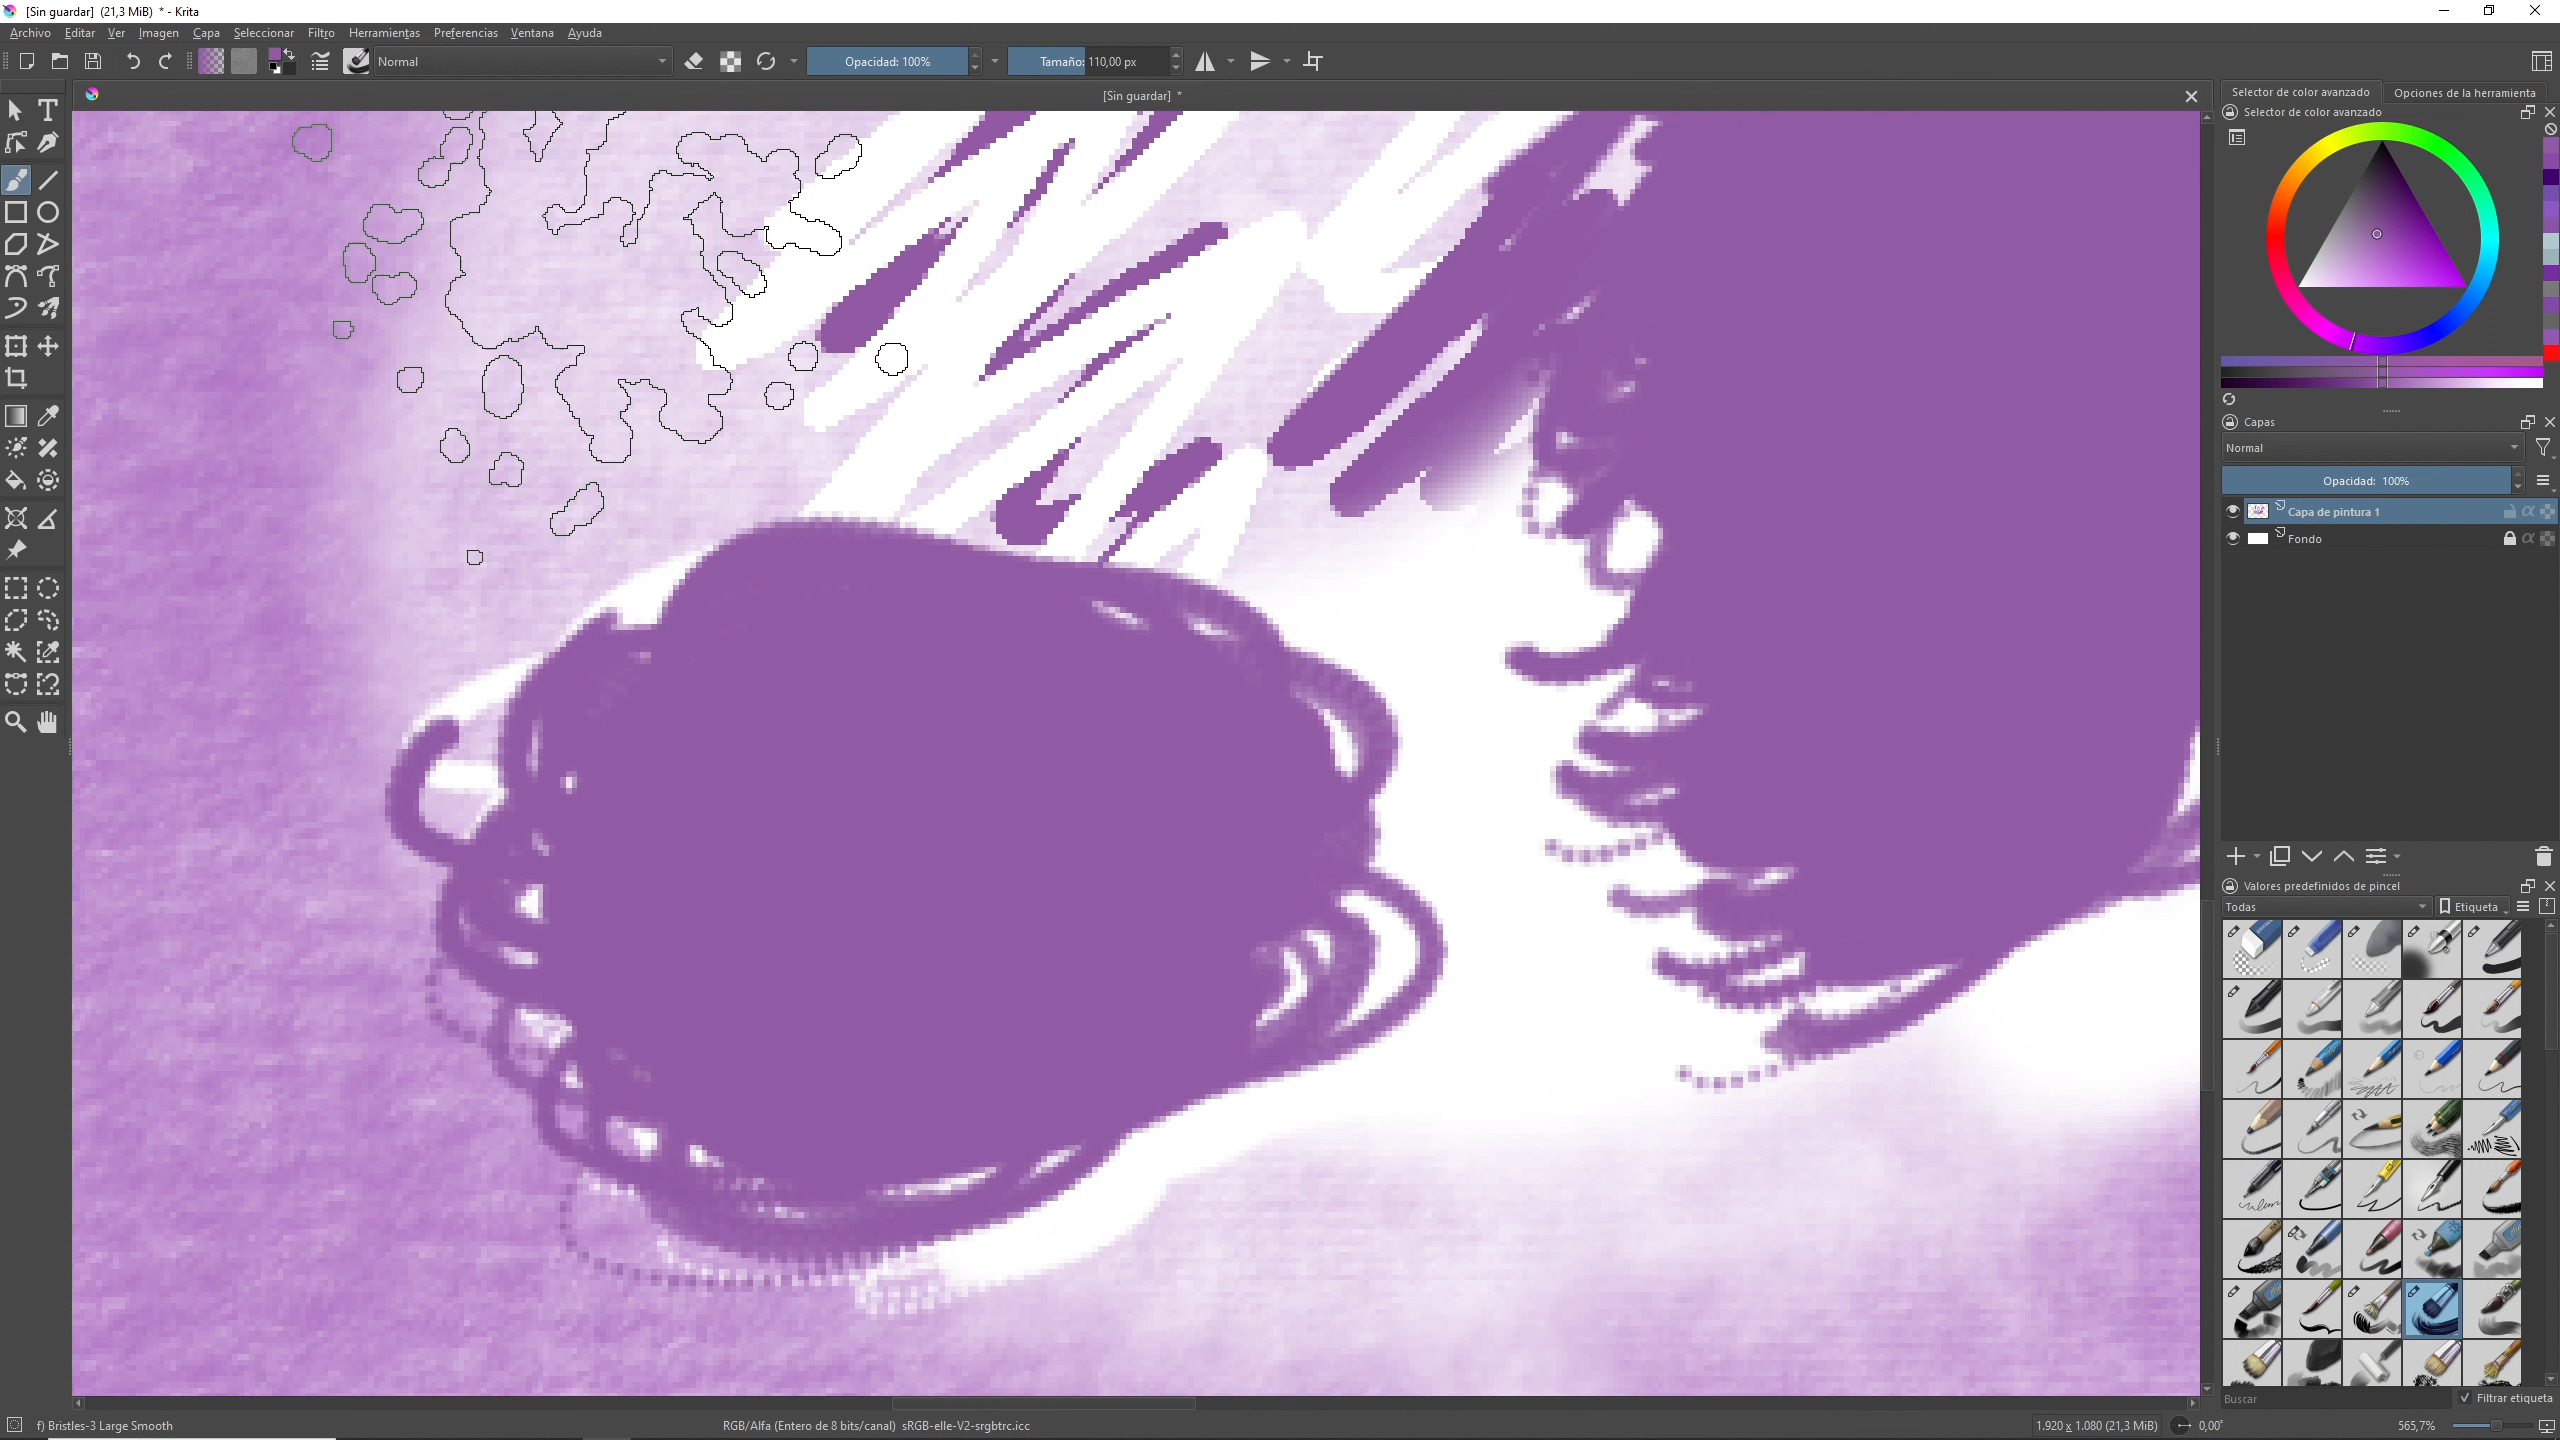 [Sin guardar] (21,3 MiB) * - Krita
Archivo Editar Ver Imagen Capa Seleccionar Filtro Herramientas Preferencias Ventana Ayuda
Normal
Opacidad: 100%
Tamaño: 110,00 px
[Sin guardar] *
Selector de color avanzado
Opciones de la herramienta
Selector de color avanzado
Capas
Normal
Opacidad: 100%
Capa de pintura 1
Fondo
Valores predefinidos de pincel
Todas
Etiqueta
Buscar
Filtrar etiqueta
f) Bristles-3 Large Smooth
RGB/Alfa (Entero de 8 bits/canal) sRGB-elle-V2-srgbtrc.icc
1.920 x 1.080 (21,3 MiB)
0,00°
565,7%